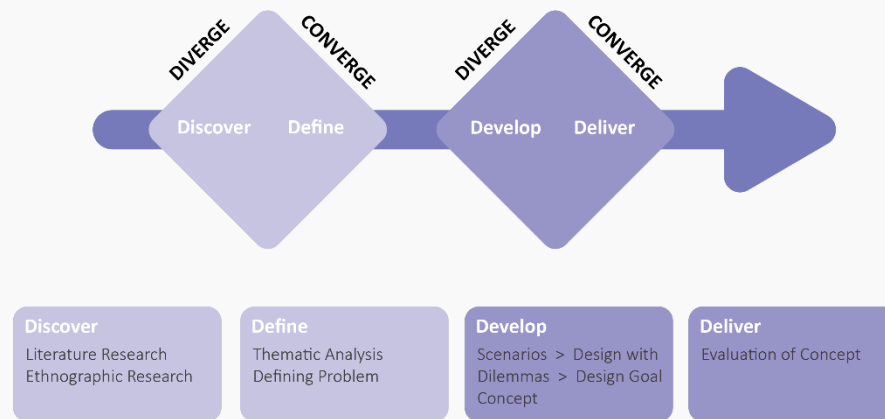 DIVERGE
CONVERGE
DIVERGE
CONVERGE
Discover
Define
Develop
Deliver
Discover
Literature Research
Ethnographic Research
Define
Thematic Analysis
Defining Problem
Develop
Scenarios > Design with
Dilemmas > Design Goal
Concept
Deliver
Evaluation of Concept